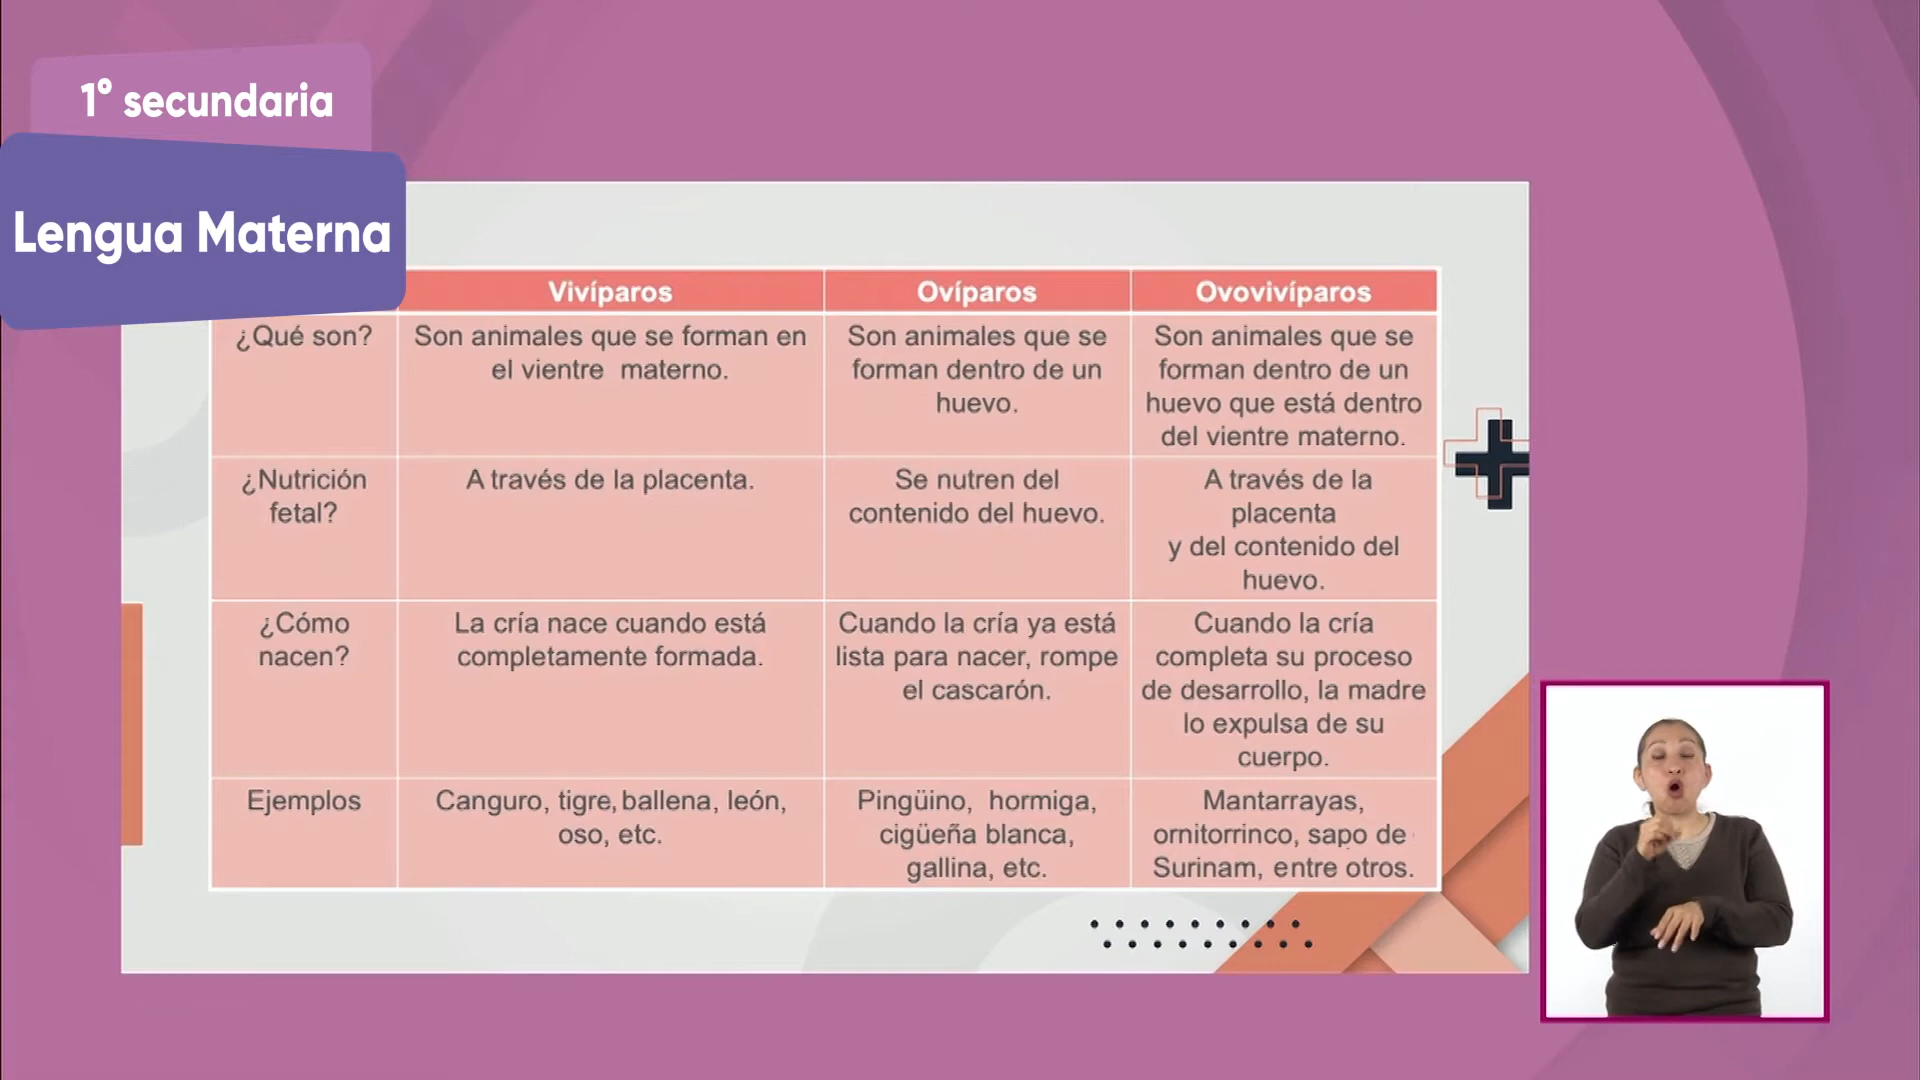 1° secundaria
Lengua Materna
Vivíparos
Ovíparos
Ovovivíparos
¿Qué son?
Son animales que se forman en
el vientre materno.
Son animales que se
forman dentro de un
huevo.
Son animales que se
forman dentro de un
huevo que está dentro
del vientre materno.
¿Nutrición
fetal?
A través de la placenta.
Se nutren del
contenido del huevo.
A través de la
placenta
y del contenido del
huevo.
¿Cómo
nacen?
La cría nace cuando está
completamente formada.
Cuando la cría ya está
lista para nacer, rompe
el cascarón.
Cuando la cría
completa su proceso
de desarrollo, la madre
lo expulsa de su
cuerpo.
Ejemplos
Canguro, tigre, ballena, león,
oso, etc.
Pingüino, hormiga,
cigüeña blanca,
gallina, etc.
Mantarrayas,
ornitorrinco, sapo de
Surinam, entre otros.